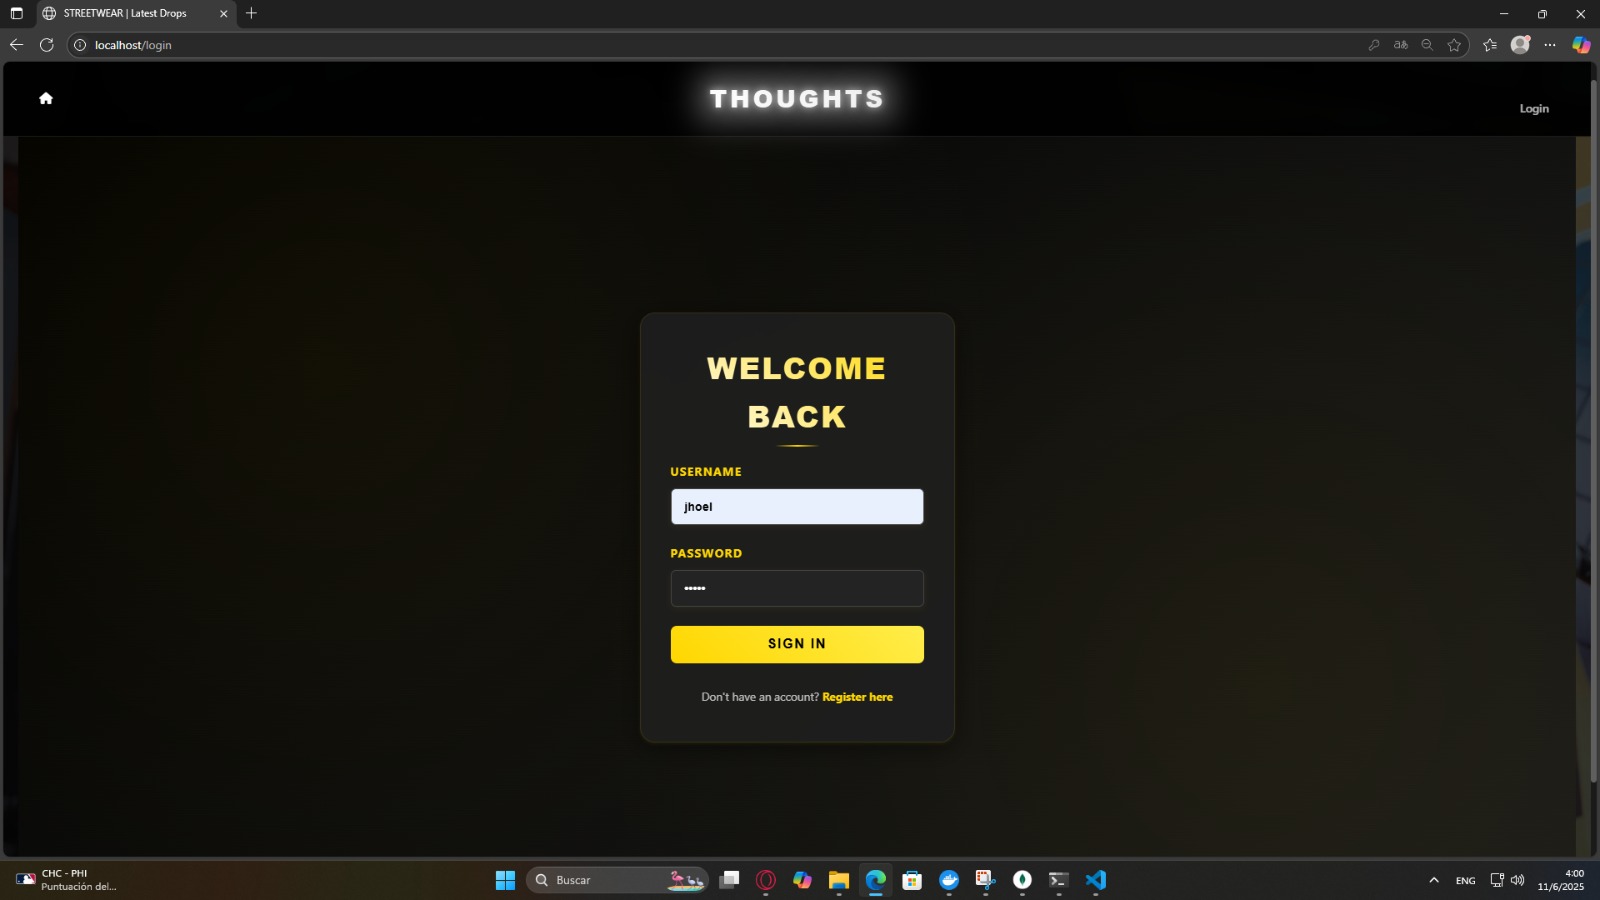 STREETWEAR | Latest Drops
localhost/login
THOUGHTS
Login
WELCOME
BACK
USERNAME
jhoel
PASSWORD
•••••
SIGN IN
Don't have an account? Register here
CHC - PHI
Puntuación del...
Buscar
ENG
4:00
11/6/2025